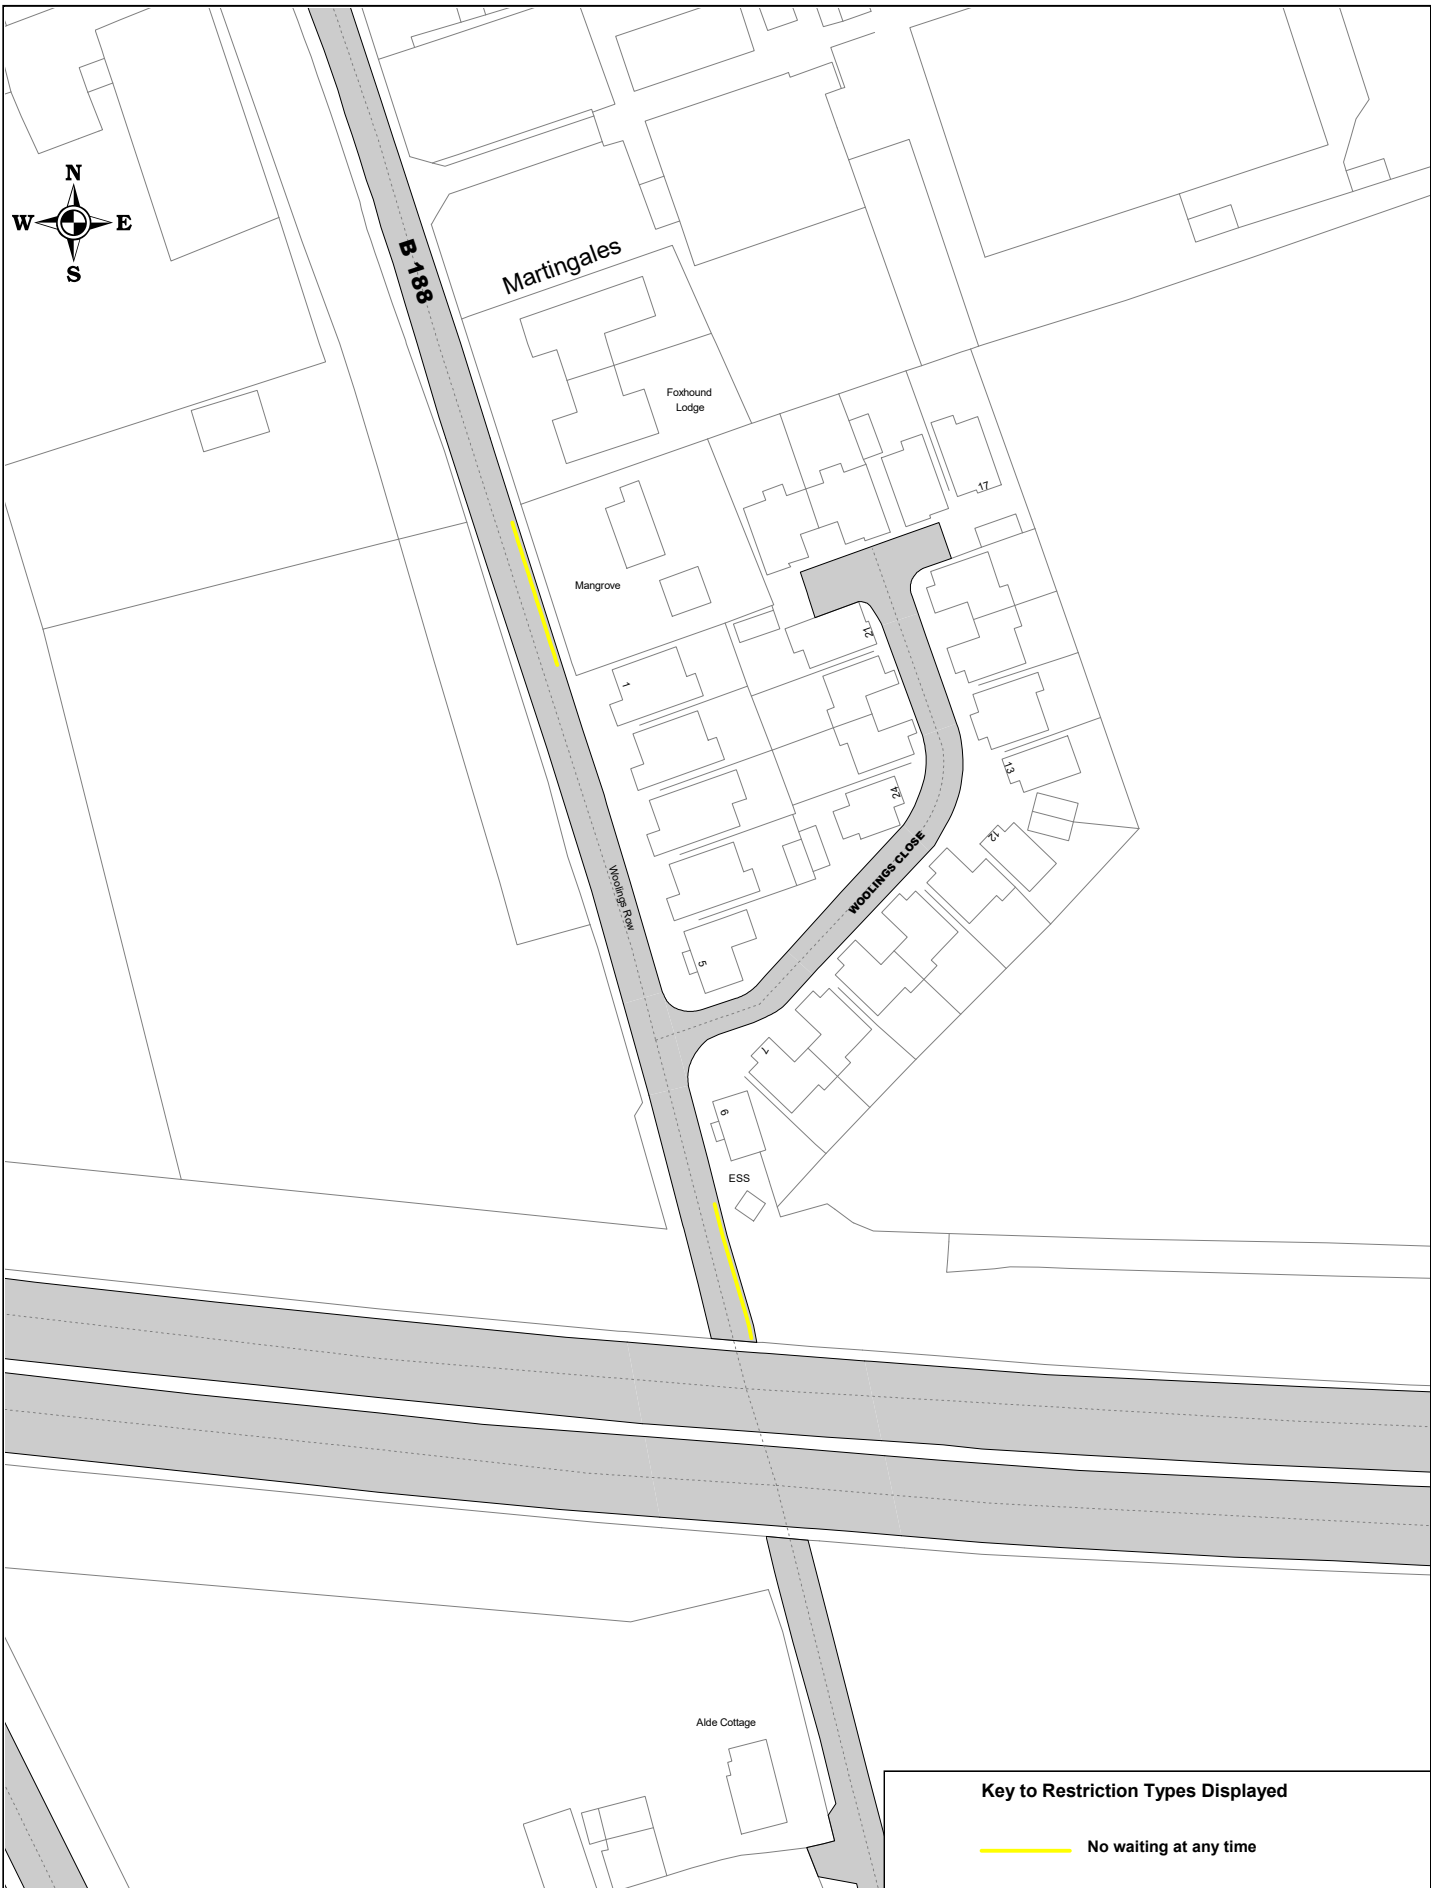 N
W E
S
B 188
Martingales
Foxhound
Lodge
17
Mangrove
21
1
13
24
12
WOOLINGS CLOSE
Woolings Row
5
7
6
ESS
Alde Cottage
Key to Restriction Types Displayed
No waiting at any time